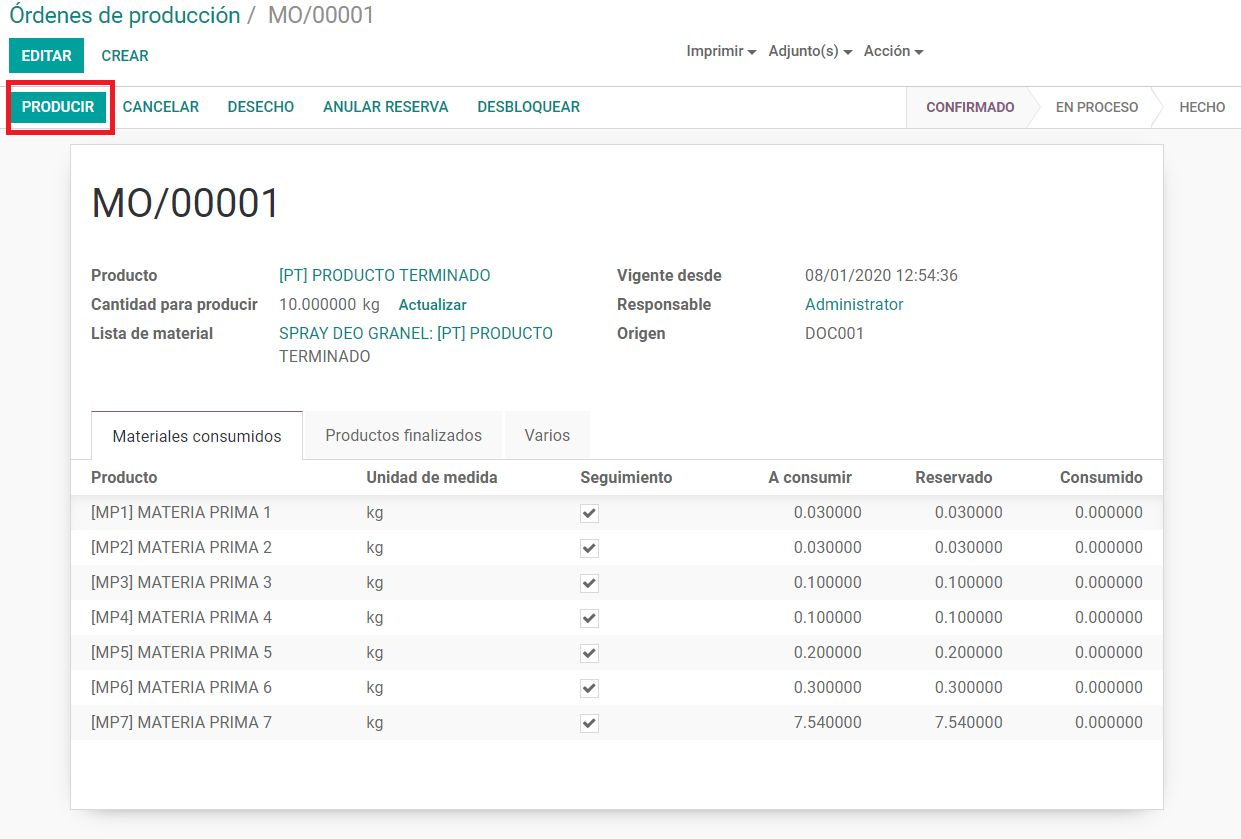 Órdenes de producción / MO/00001
EDITAR CREAR Imprimir Adjunto(s) Acción
PRODUCIR CANCELAR DESECHO ANULAR RESERVA DESBLOQUEAR CONFIRMADO EN PROCESO HECHO
MO/00001
Producto [PT] PRODUCTO TERMINADO Vigente desde 08/01/2020 12:54:36
Cantidad para producir 10.000000 kg Actualizar Responsable Administrator
Lista de material SPRAY DEO GRANEL: [PT] PRODUCTO Origen DOC001
TERMINADO
Materiales consumidos Productos finalizados Varios
Producto Unidad de medida Seguimiento A consumir Reservado Consumido
[MP1] MATERIA PRIMA 1 kg 0.030000 0.030000 0.000000
[MP2] MATERIA PRIMA 2 kg 0.030000 0.030000 0.000000
[MP3] MATERIA PRIMA 3 kg 0.100000 0.100000 0.000000
[MP4] MATERIA PRIMA 4 kg 0.100000 0.100000 0.000000
[MP5] MATERIA PRIMA 5 kg 0.200000 0.200000 0.000000
[MP6] MATERIA PRIMA 6 kg 0.300000 0.300000 0.000000
[MP7] MATERIA PRIMA 7 kg 7.540000 7.540000 0.000000